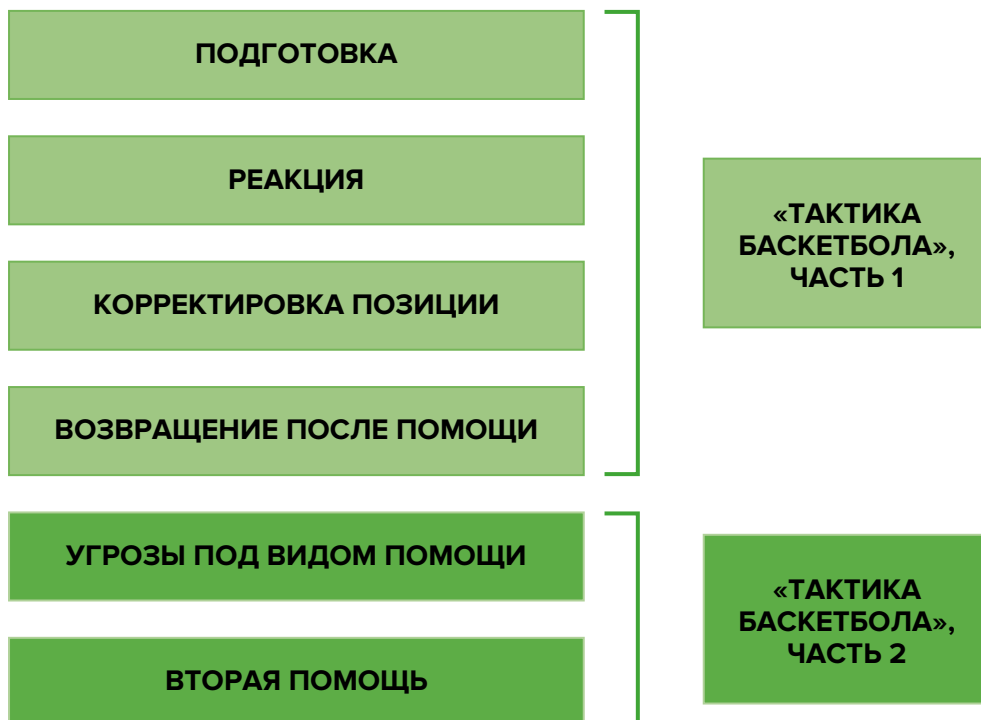 ПОДГОТОВКА
РЕАКЦИЯ
КОРРЕКТИРОВКА ПОЗИЦИИ
ВОЗВРАЩЕНИЕ ПОСЛЕ ПОМОЩИ
«ТАКТИКА
БАСКЕТБОЛА»,
ЧАСТЬ 1
УГРОЗЫ ПОД ВИДОМ ПОМОЩИ
ВТОРАЯ ПОМОЩЬ
«ТАКТИКА
БАСКЕТБОЛА»,
ЧАСТЬ 2